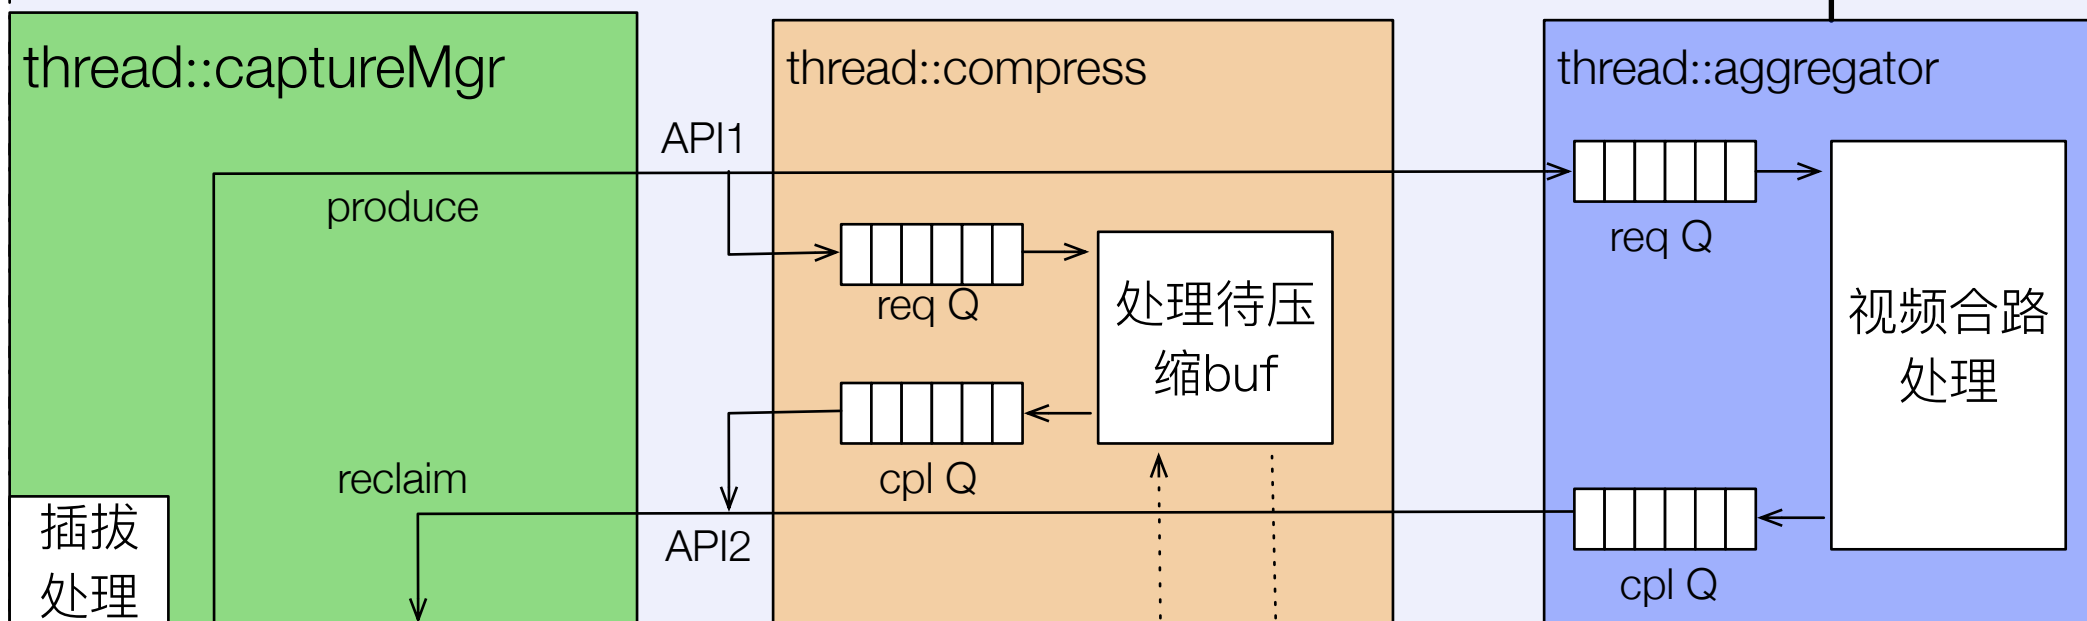 thread::captureMgr
produce
reclaim
插拔
处理
API1
API2
thread::compress
req Q
处理待压
缩buf
cpl Q
thread::aggregator
req Q
视频合路
处理
cpl Q